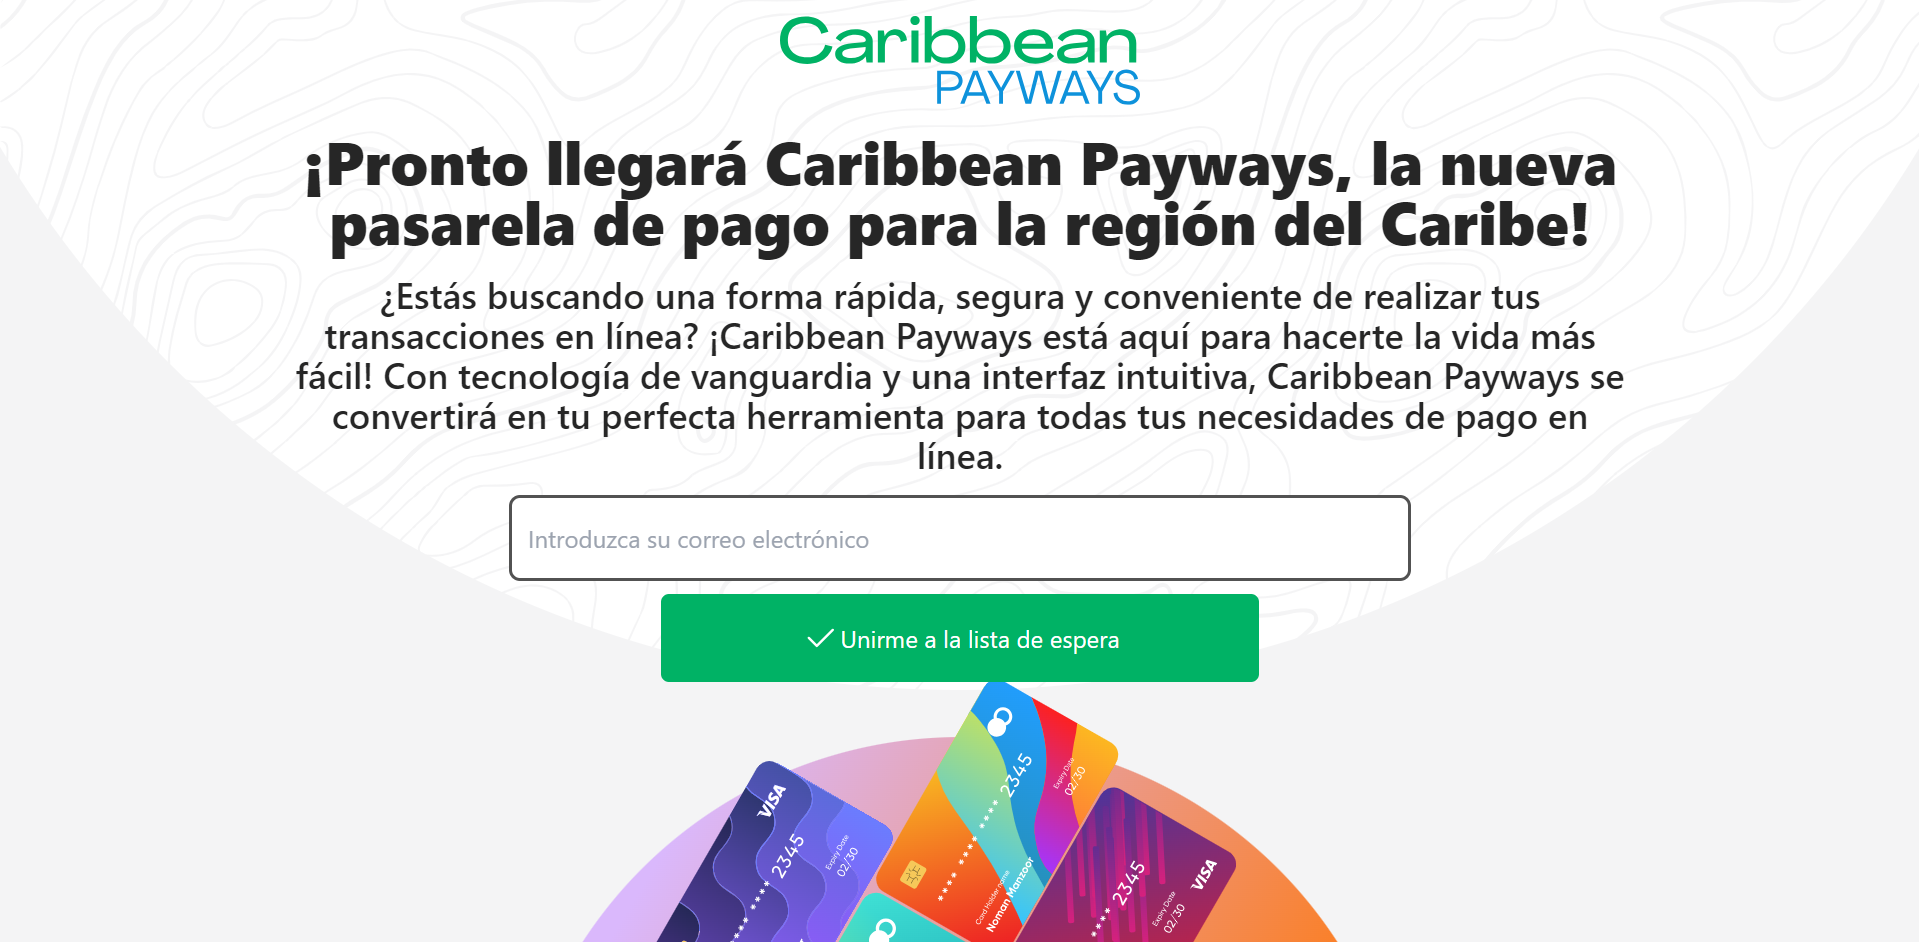 Caribbean
PAYWAYS
¡Pronto llegará Caribbean Payways, la nueva
pasarela de pago para la región del Caribe!
¿Estás buscando una forma rápida, segura y conveniente de realizar tus
transacciones en línea? ¡Caribbean Payways está aquí para hacerte la vida más
fácil! Con tecnología de vanguardia y una interfaz intuitiva, Caribbean Payways se
convertirá en tu perfecta herramienta para todas tus necesidades de pago en
línea.
Introduzca su correo electrónico
Unirme a la lista de espera
VISA
**** 2345
Expiry Date
02/30
**** **** **** 2345
Expiry Date
02/30
Card Holder name
Noman Manzoor
VISA
**** 2345
Expiry Date
02/30